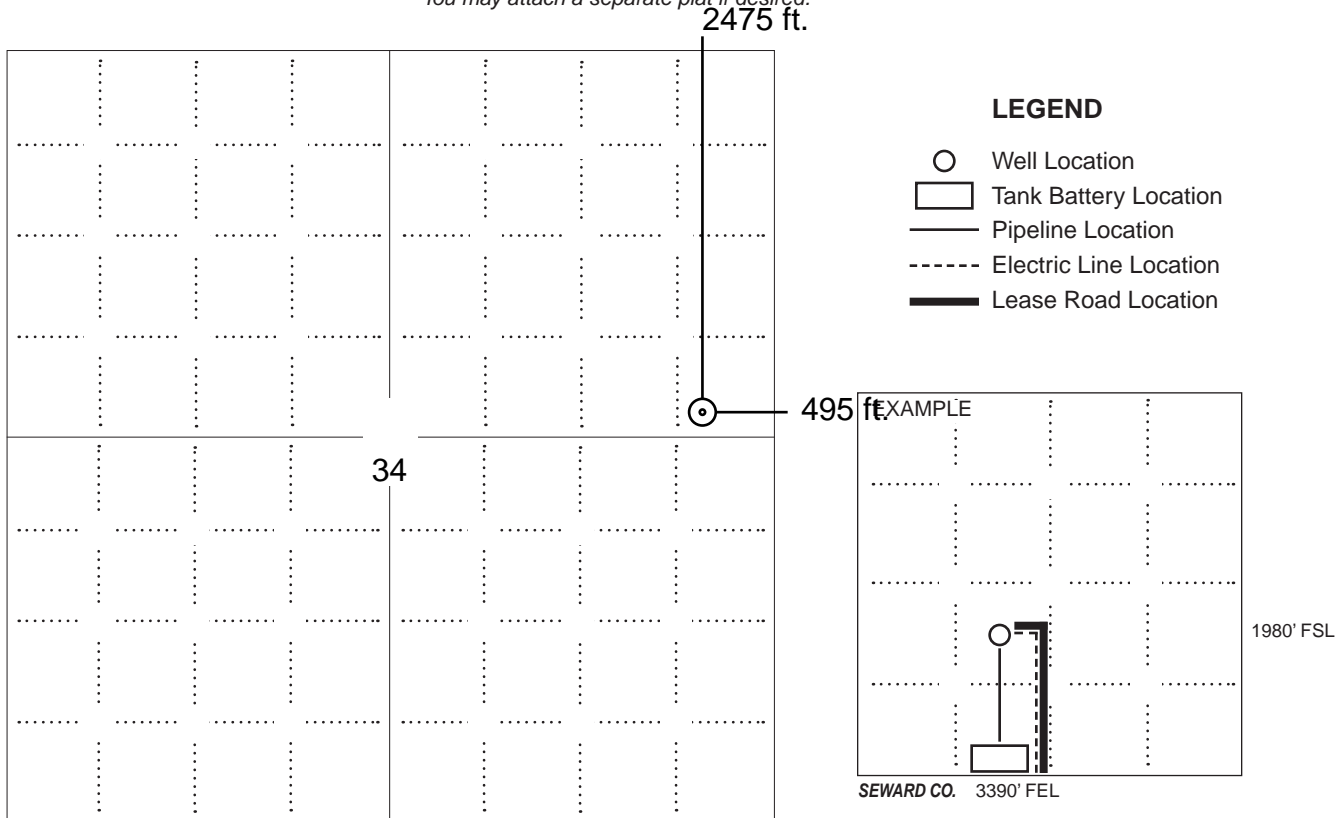 You may attach a separate plat if desired.
2475 ft.
LEGEND
Well Location
Tank Battery Location
Pipeline Location
Electric Line Location
Lease Road Location
495 ft.
EXAMPLE
34
1980' FSL
SEWARD CO. 3390' FEL